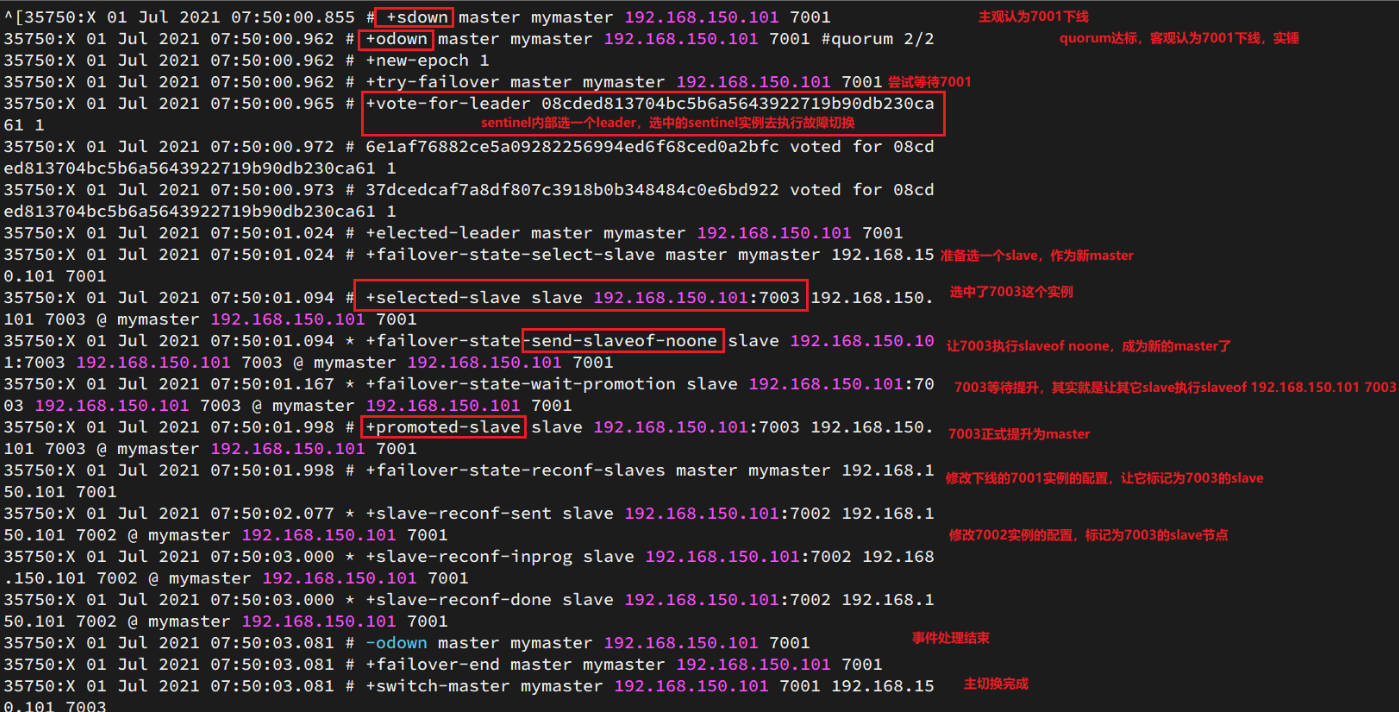 ^[35750:X 01 Jul 2021 07:50:00.855 # +sdown master mymaster 192.168.150.101 7001 主观认为7001下线
35750:X 01 Jul 2021 07:50:00.962 # +odown master mymaster 192.168.150.101 7001 #quorum 2/2 quorum达标，客观认为7001下线，实锤
35750:X 01 Jul 2021 07:50:00.962 # +new-epoch 1
35750:X 01 Jul 2021 07:50:00.962 # +try-failover master mymaster 192.168.150.101 7001 尝试等待7001
35750:X 01 Jul 2021 07:50:00.965 # +vote-for-leader 08cded813704bc5b6a5643922719b90db230ca
61 1 sentinel内部选一个leader，选中的sentinel实例去执行故障切换
35750:X 01 Jul 2021 07:50:00.972 # 6e1af76882ce5a09282256994ed6f68ced0a2bfc voted for 08cd
ed813704bc5b6a5643922719b90db230ca61 1
35750:X 01 Jul 2021 07:50:00.973 # 37dcedcaf7a8df807c3918b0b348484c0e6bd922 voted for 08cd
ed813704bc5b6a5643922719b90db230ca61 1
35750:X 01 Jul 2021 07:50:01.024 # +elected-leader master mymaster 192.168.150.101 7001
35750:X 01 Jul 2021 07:50:01.024 # +failover-state-select-slave master mymaster 192.168.15 准备选一个slave，作为新master
0.101 7001
35750:X 01 Jul 2021 07:50:01.094 # +selected-slave slave 192.168.150.101:7003 192.168.150. 选中了7003这个实例
101 7003 @ mymaster 192.168.150.101 7001
35750:X 01 Jul 2021 07:50:01.094 * +failover-state-send-slaveof-noone slave 192.168.150.10 让7003执行slaveof noone，成为新的master了
1:7003 192.168.150.101 7003 @ mymaster 192.168.150.101 7001
35750:X 01 Jul 2021 07:50:01.167 * +failover-state-wait-promotion slave 192.168.150.101:70 7003等待提升，其实就是让其它slave执行slaveof 192.168.150.101 7003
03 192.168.150.101 7003 @ mymaster 192.168.150.101 7001
35750:X 01 Jul 2021 07:50:01.998 # +promoted-slave slave 192.168.150.101:7003 192.168.150. 7003正式提升为master
101 7003 @ mymaster 192.168.150.101 7001
35750:X 01 Jul 2021 07:50:01.998 # +failover-state-reconf-slaves master mymaster 192.168.1 修改下线的7001实例的配置，让它标记为7003的slave
50.101 7001
35750:X 01 Jul 2021 07:50:02.077 * +slave-reconf-sent slave 192.168.150.101:7002 192.168.1
50.101 7002 @ mymaster 192.168.150.101 7001 修改7002实例的配置，标记为7003的slave节点
35750:X 01 Jul 2021 07:50:03.000 * +slave-reconf-inprog slave 192.168.150.101:7002 192.168
.150.101 7002 @ mymaster 192.168.150.101 7001
35750:X 01 Jul 2021 07:50:03.000 * +slave-reconf-done slave 192.168.150.101:7002 192.168.1
50.101 7002 @ mymaster 192.168.150.101 7001
35750:X 01 Jul 2021 07:50:03.081 # -odown master mymaster 192.168.150.101 7001 事件处理结束
35750:X 01 Jul 2021 07:50:03.081 # +failover-end master mymaster 192.168.150.101 7001
35750:X 01 Jul 2021 07:50:03.081 # +switch-master mymaster 192.168.150.101 7001 192.168.15 主切换完成
0.101 7003